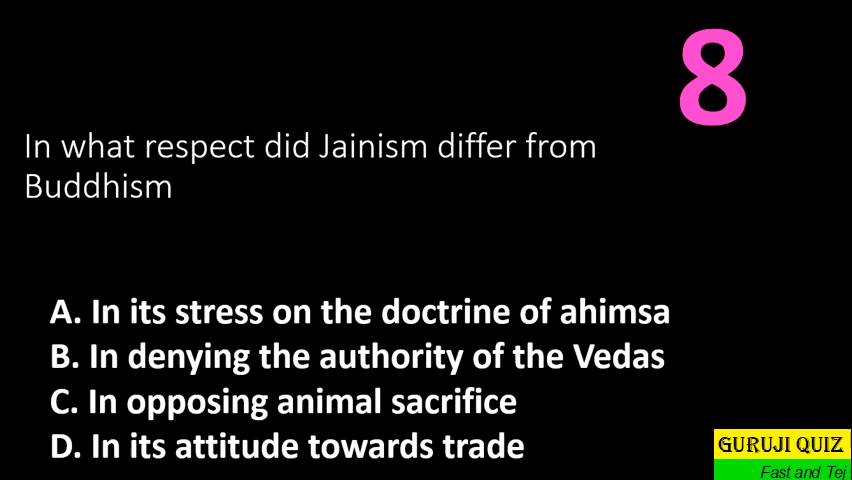 8
In what respect did Jainism differ from
Buddhism
A. In its stress on the doctrine of ahimsa
B. In denying the authority of the Vedas
C. In opposing animal sacrifice
D. In its attitude towards trade
GURUJI QUIZ
Fast and Tej